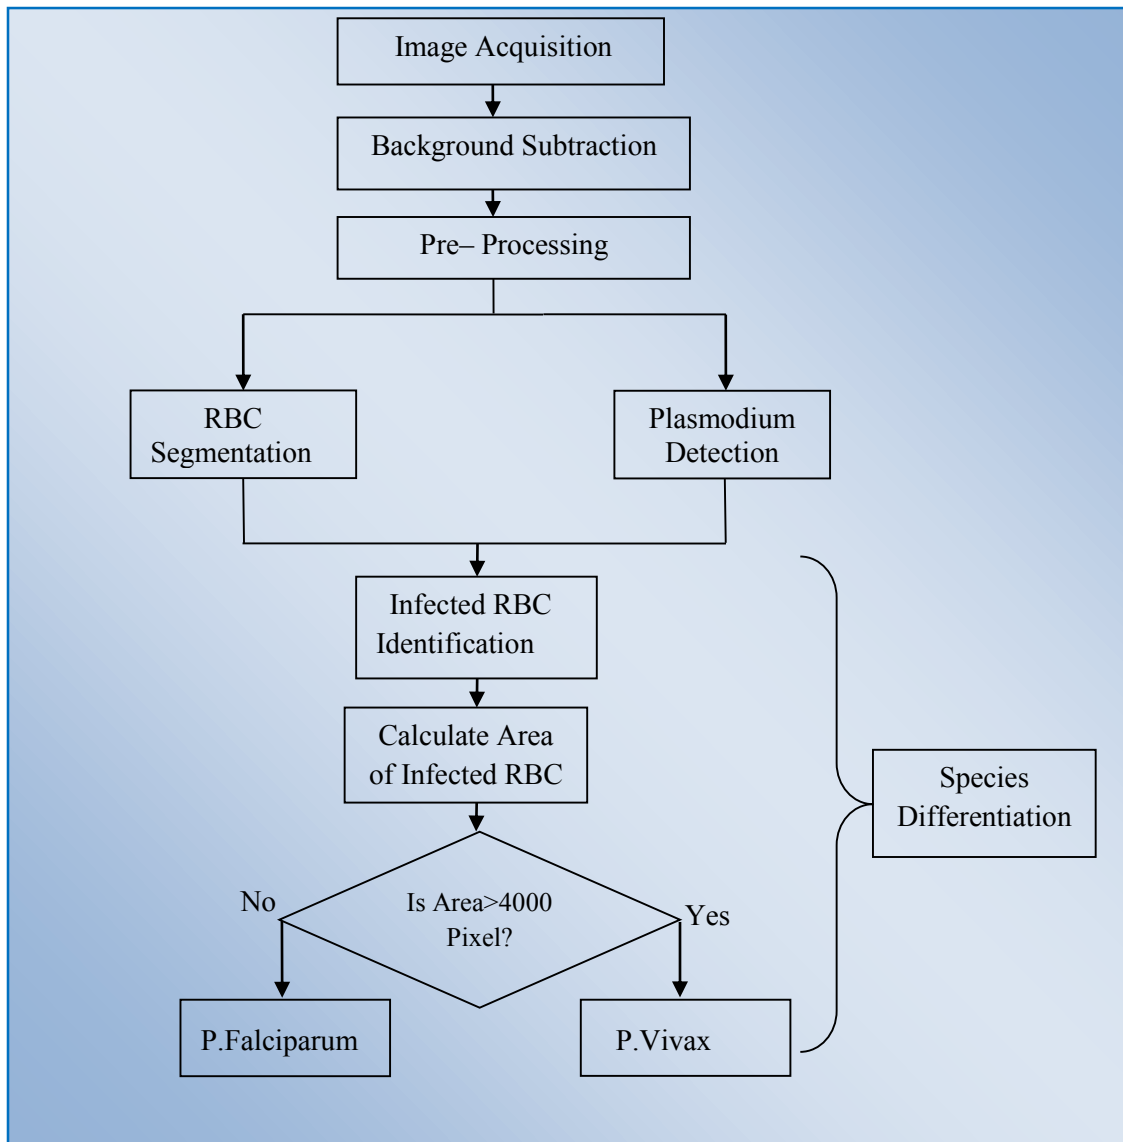 Image Acquisition
Background Subtraction
Pre– Processing
RBC
Segmentation
Plasmodium
Detection
Infected RBC
Identification
Calculate Area
of Infected RBC
Species
Differentiation
No
Is Area>4000
Pixel?
Yes
P.Falciparum
P.Vivax